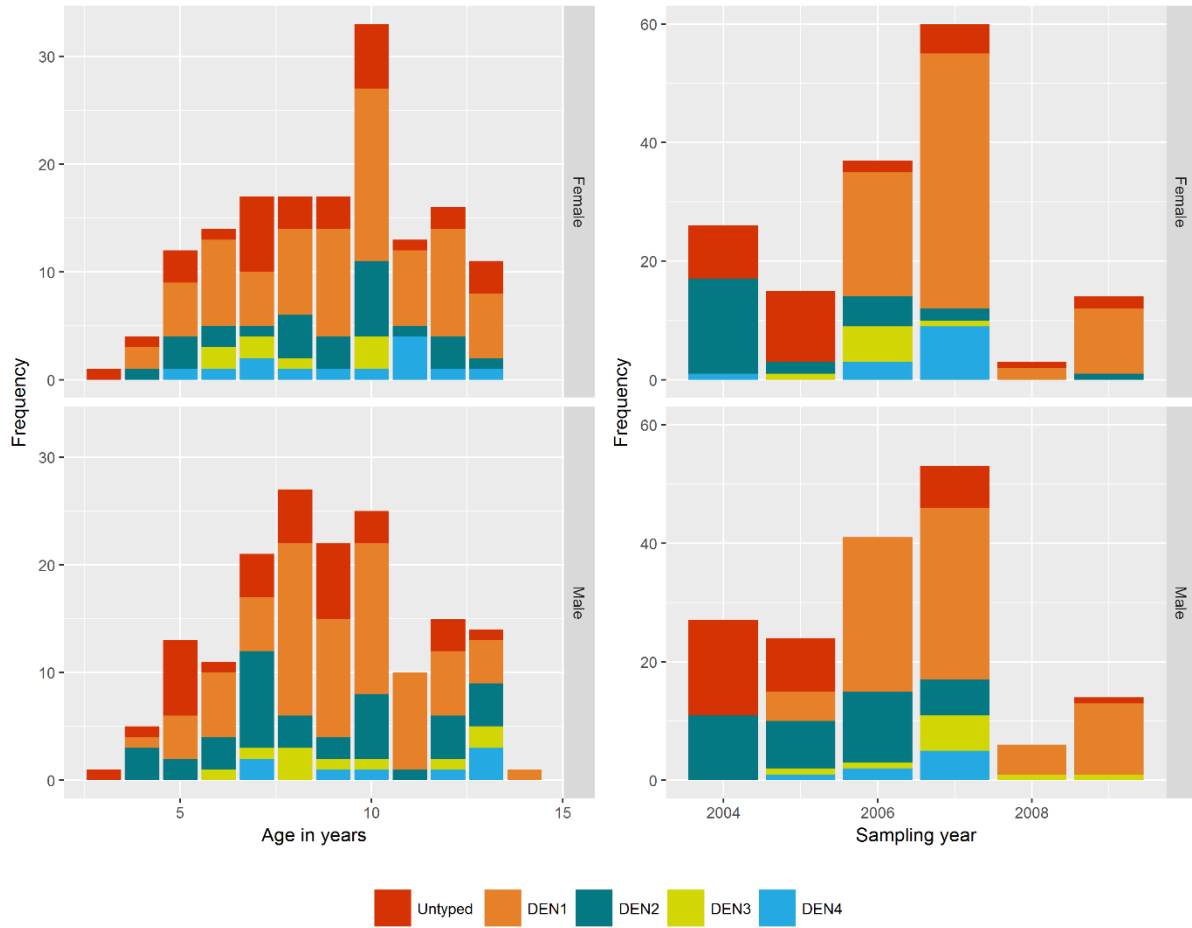 30
20
10
0
Female
60
40
20
0
Female
Frequency
Frequency
30
20
10
0
Male
60
40
20
0
Male
5 10 15
2004 2006 2008
Age in years
Sampling year
Untyped DEN1 DEN2 DEN3 DEN4